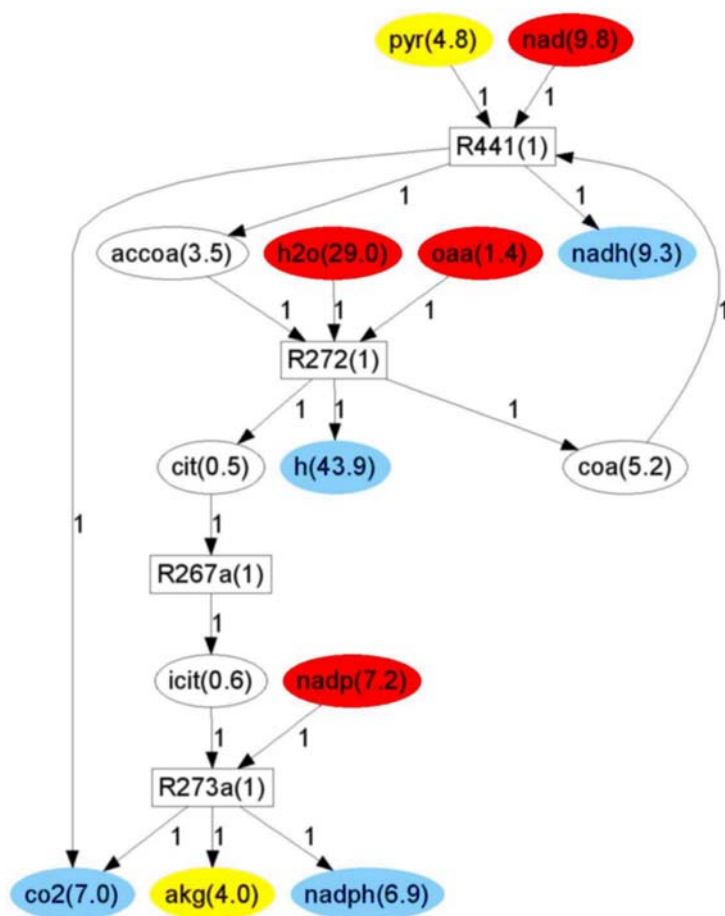 pyr(4.8) nad(9.8)
1 1
R441(1)
1 1
accoa(3.5) h2o(29.0) oaa(1.4) nadh(9.3)
1 1 1 1
R272(1)
1 1 1
cit(0.5) h(43.9) coa(5.2)
1 1
R267a(1)
1
icit(0.6) nadp(7.2)
1 1
R273a(1)
1 1 1
co2(7.0) akg(4.0) nadph(6.9)